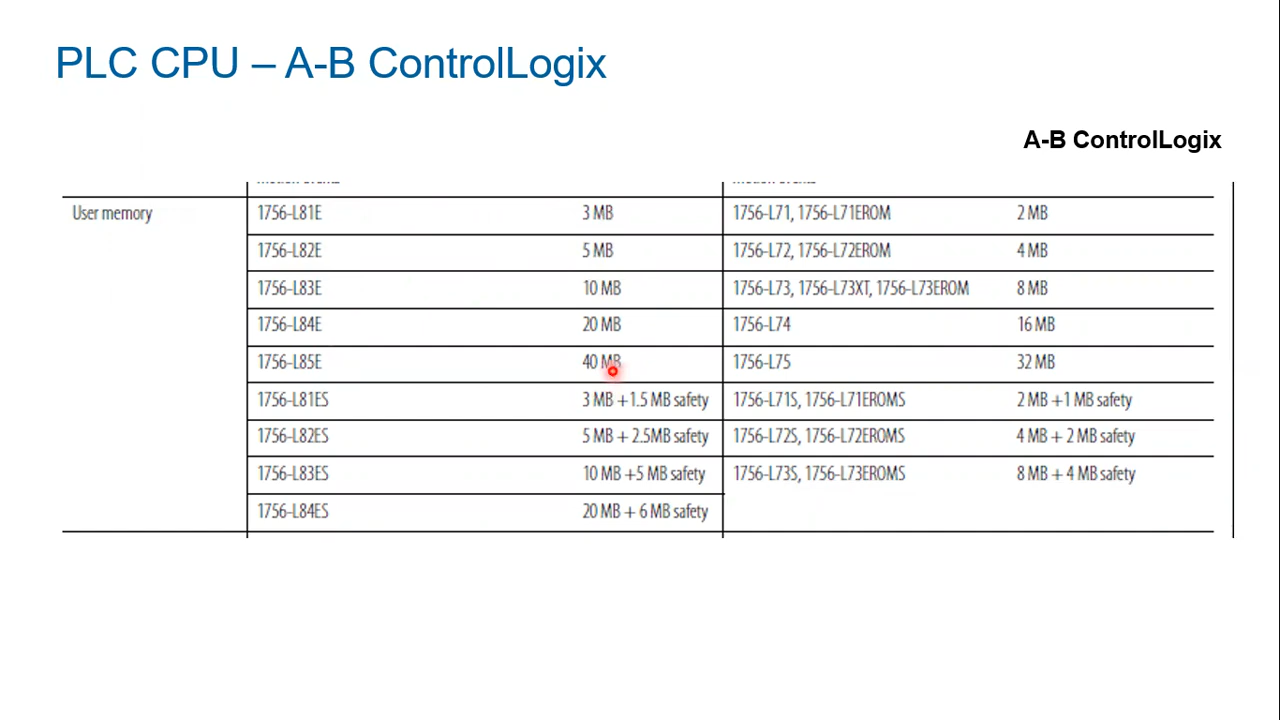 PLC CPU – A-B ControlLogix
A-B ControlLogix
User memory 1756-L81E 3 MB 1756-L71, 1756-L71EROM 2 MB
1756-L82E 5 MB 1756-L72, 1756-L72EROM 4 MB
1756-L83E 10 MB 1756-L73, 1756-L73XT, 1756-L73EROM 8 MB
1756-L84E 20 MB 1756-L74 16 MB
1756-L85E 40 MB 1756-L75 32 MB
1756-L81ES 3 MB +1.5 MB safety 1756-L71S, 1756-L71EROMS 2 MB +1 MB safety
1756-L82ES 5 MB + 2.5MB safety 1756-L72S, 1756-L72EROMS 4 MB + 2 MB safety
1756-L83ES 10 MB +5 MB safety 1756-L73S, 1756-L73EROMS 8 MB + 4 MB safety
1756-L84ES 20 MB + 6 MB safety